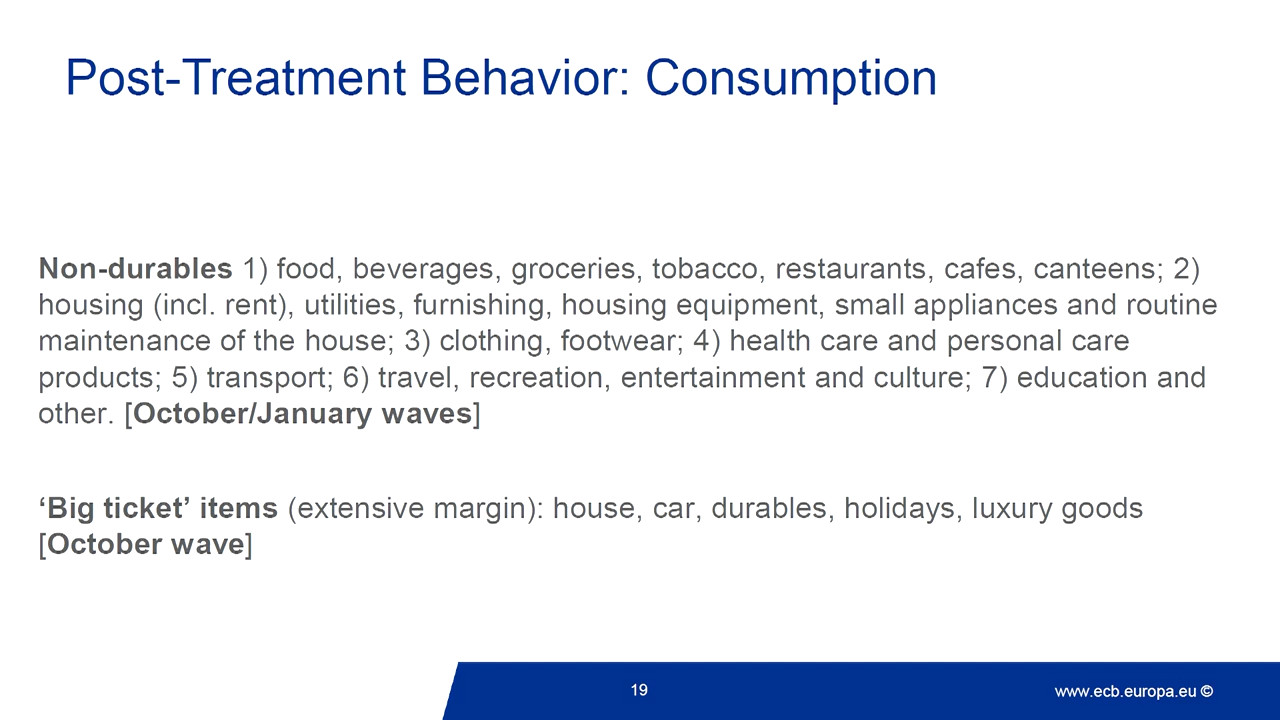 Post-Treatment Behavior: Consumption
Non-durables 1) food, beverages, groceries, tobacco, restaurants, cafes, canteens; 2)
housing (incl. rent), utilities, furnishing, housing equipment, small appliances and routine
maintenance of the house; 3) clothing, footwear; 4) health care and personal care
products; 5) transport; 6) travel, recreation, entertainment and culture; 7) education and
other. [October/January waves]
‘Big ticket’ items (extensive margin): house, car, durables, holidays, luxury goods
[October wave]
19
www.ecb.europa.eu ©